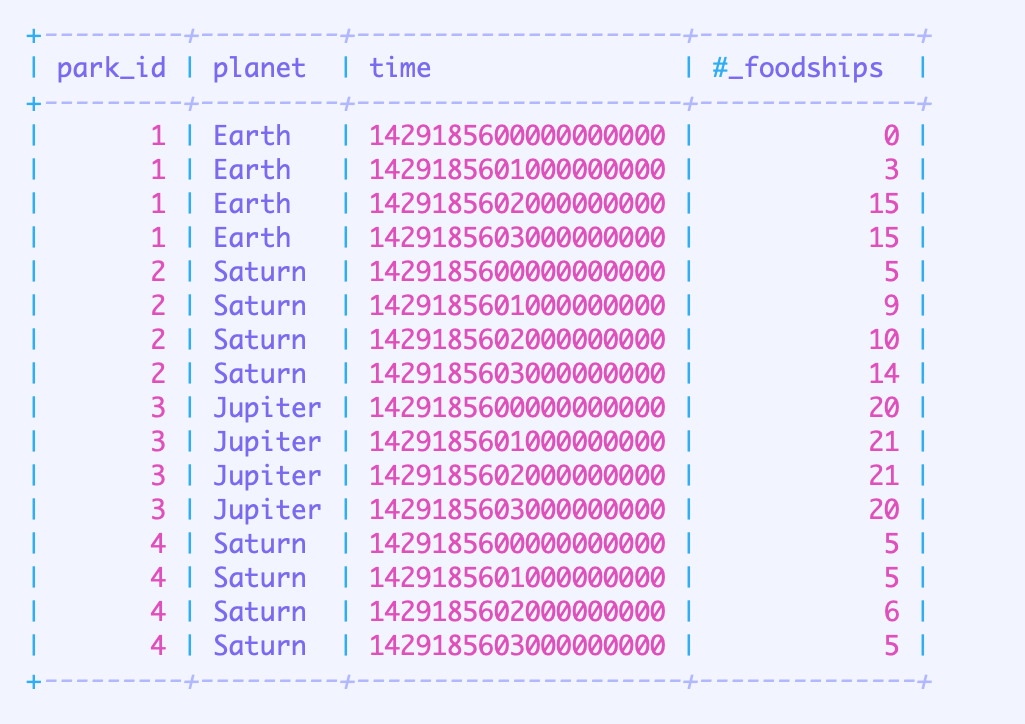 +---------+---------+---------------------+--------------+
| park_id | planet  | time                | #_foodships  |
+---------+---------+---------------------+--------------+
|       1 | Earth   | 1429185600000000000 |            0 |
|       1 | Earth   | 1429185601000000000 |            3 |
|       1 | Earth   | 1429185602000000000 |           15 |
|       1 | Earth   | 1429185603000000000 |           15 |
|       2 | Saturn  | 1429185600000000000 |            5 |
|       2 | Saturn  | 1429185601000000000 |            9 |
|       2 | Saturn  | 1429185602000000000 |           10 |
|       2 | Saturn  | 1429185603000000000 |           14 |
|       3 | Jupiter | 1429185600000000000 |           20 |
|       3 | Jupiter | 1429185601000000000 |           21 |
|       3 | Jupiter | 1429185602000000000 |           21 |
|       3 | Jupiter | 1429185603000000000 |           20 |
|       4 | Saturn  | 1429185600000000000 |            5 |
|       4 | Saturn  | 1429185601000000000 |            5 |
|       4 | Saturn  | 1429185602000000000 |            6 |
|       4 | Saturn  | 1429185603000000000 |            5 |
+---------+---------+---------------------+--------------+